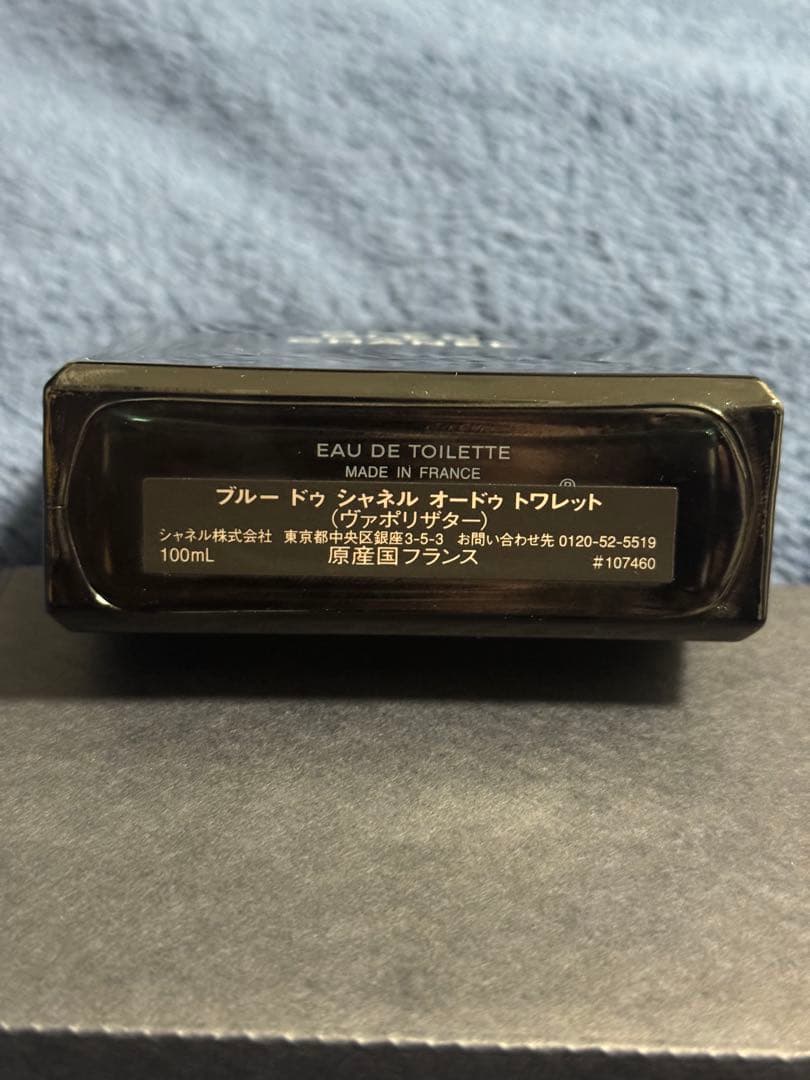 EAU DE TOILETTE
MADE IN FRANCE
ブルー ドゥ シャネル オードゥ トワレット
(ヴァポリザター)
シャネル株式会社 東京都中央区銀座3-5-3 お問い合わせ先 0120-52-5519
100mL 原産国フランス #107460